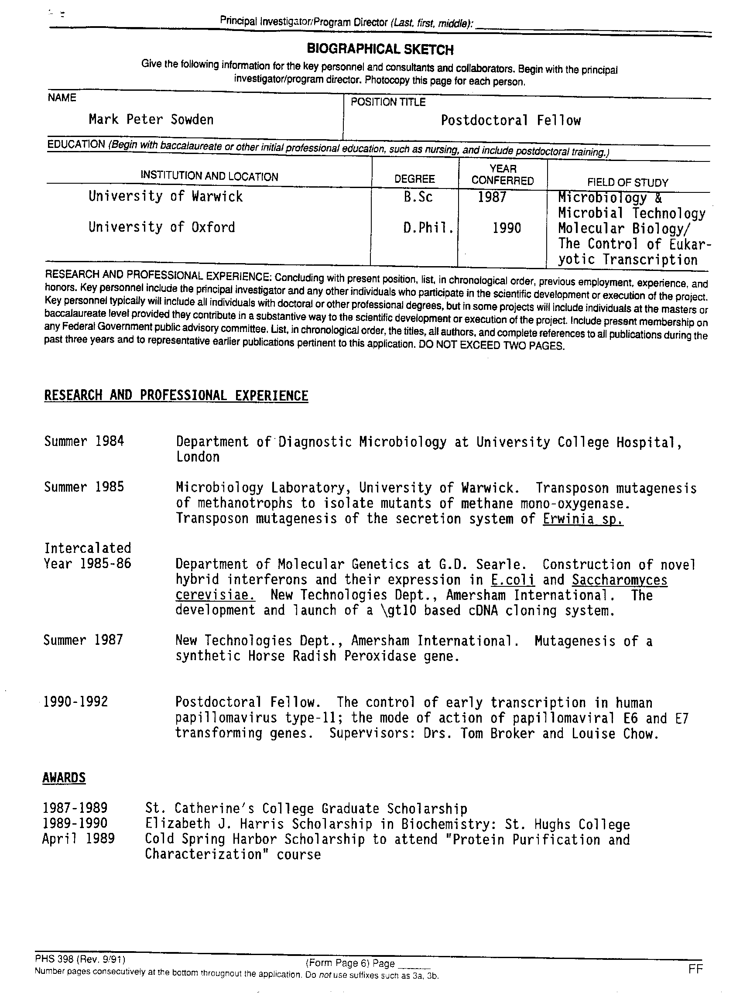 Principal Investigator/Program Director (Last, first, middle):
BIOGRAPHICAL SKETCH
Give the following information for the key personnel and consultants and collaborators. Begin with the principal
investigator/program director. Photocopy this page for each person.
NAME
POSITION TITLE
Mark Peter Sowden
Postdoctoral Fellow
EDUCATION (Begin with baccalaureate or other initial professional education, such as nursing, and include postdoctoral training.)
INSTITUTION AND LOCATION
DEGREE
YEAR
CONFERRED
FIELD OF STUDY
University of Warwick B.Sc 1987 Microbiology &
Microbial Technology
University of Oxford D.Phil. 1990 Molecular Biology/
The Control of Eukar-
yotic Transcription
RESEARCH AND PROFESSIONAL EXPERIENCE: Concluding with present position, list, in chronological order, previous employment, experience, and
honors. Key personnel include the principal investigator and any other individuals who participate in the scientific development or execution of the project.
Key personnel typically will include all individuals with doctoral or other professional degrees, but in some projects will include individuals at the masters or
baccalaureate level provided they contribute in a substantive way to the scientific development or execution of the project. Include present membership on
any Federal Government public advisory committee. List, in chronological order, the titles, all authors, and complete references to all publications during the
past three years and to representative earlier publications pertinent to this application. DO NOT EXCEED TWO PAGES.
RESEARCH AND PROFESSIONAL EXPERIENCE
Summer 1984 Department of Diagnostic Microbiology at University College Hospital,
London
Summer 1985 Microbiology Laboratory, University of Warwick. Transposon mutagenesis
of methanotrophs to isolate mutants of methane mono-oxygenase.
Transposon mutagenesis of the secretion system of Erwinia sp.
Intercalated
Year 1985-86 Department of Molecular Genetics at G.D. Searle. Construction of novel
hybrid interferons and their expression in E.coli and Saccharomyces
cerevisiae. New Technologies Dept., Amersham International. The
development and launch of a \gt10 based cDNA cloning system.
Summer 1987 New Technologies Dept., Amersham International. Mutagenesis of a
synthetic Horse Radish Peroxidase gene.
1990-1992 Postdoctoral Fellow. The control of early transcription in human
papillomavirus type-11; the mode of action of papillomaviral E6 and E7
transforming genes. Supervisors: Drs. Tom Broker and Louise Chow.
AWARDS
1987-1989 St. Catherine's College Graduate Scholarship
1989-1990 Elizabeth J. Harris Scholarship in Biochemistry: St. Hughs College
April 1989 Cold Spring Harbor Scholarship to attend "Protein Purification and
Characterization" course
PHS 398 (Rev. 9/91) (Form Page 6) Page
Number pages consecutively at the bottom throughout the application. Do not use suffixes such as 3a, 3b.
FF